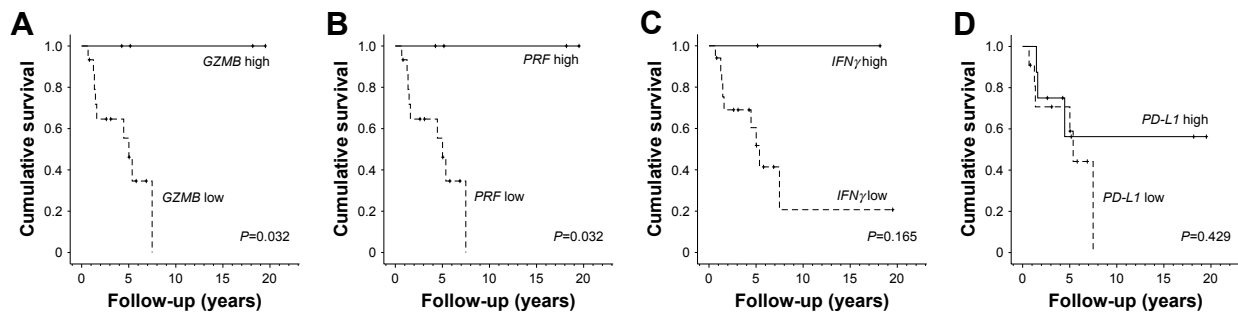 A
Cumulative survival
1.0
0.8
0.6
0.4
0.2
0
GZMB high
GZMB low
P=0.032
0 5 10 15 20
Follow-up (years)
B
Cumulative survival
1.0
0.8
0.6
0.4
0.2
0
PRF high
PRF low
P=0.032
0 5 10 15 20
Follow-up (years)
C
Cumulative survival
1.0
0.8
0.6
0.4
0.2
0
IFNγ high
IFNγ low
P=0.165
0 5 10 15 20
Follow-up (years)
D
Cumulative survival
1.0
0.8
0.6
0.4
0.2
0
PD-L1 high
PD-L1 low
P=0.429
0 5 10 15 20
Follow-up (years)